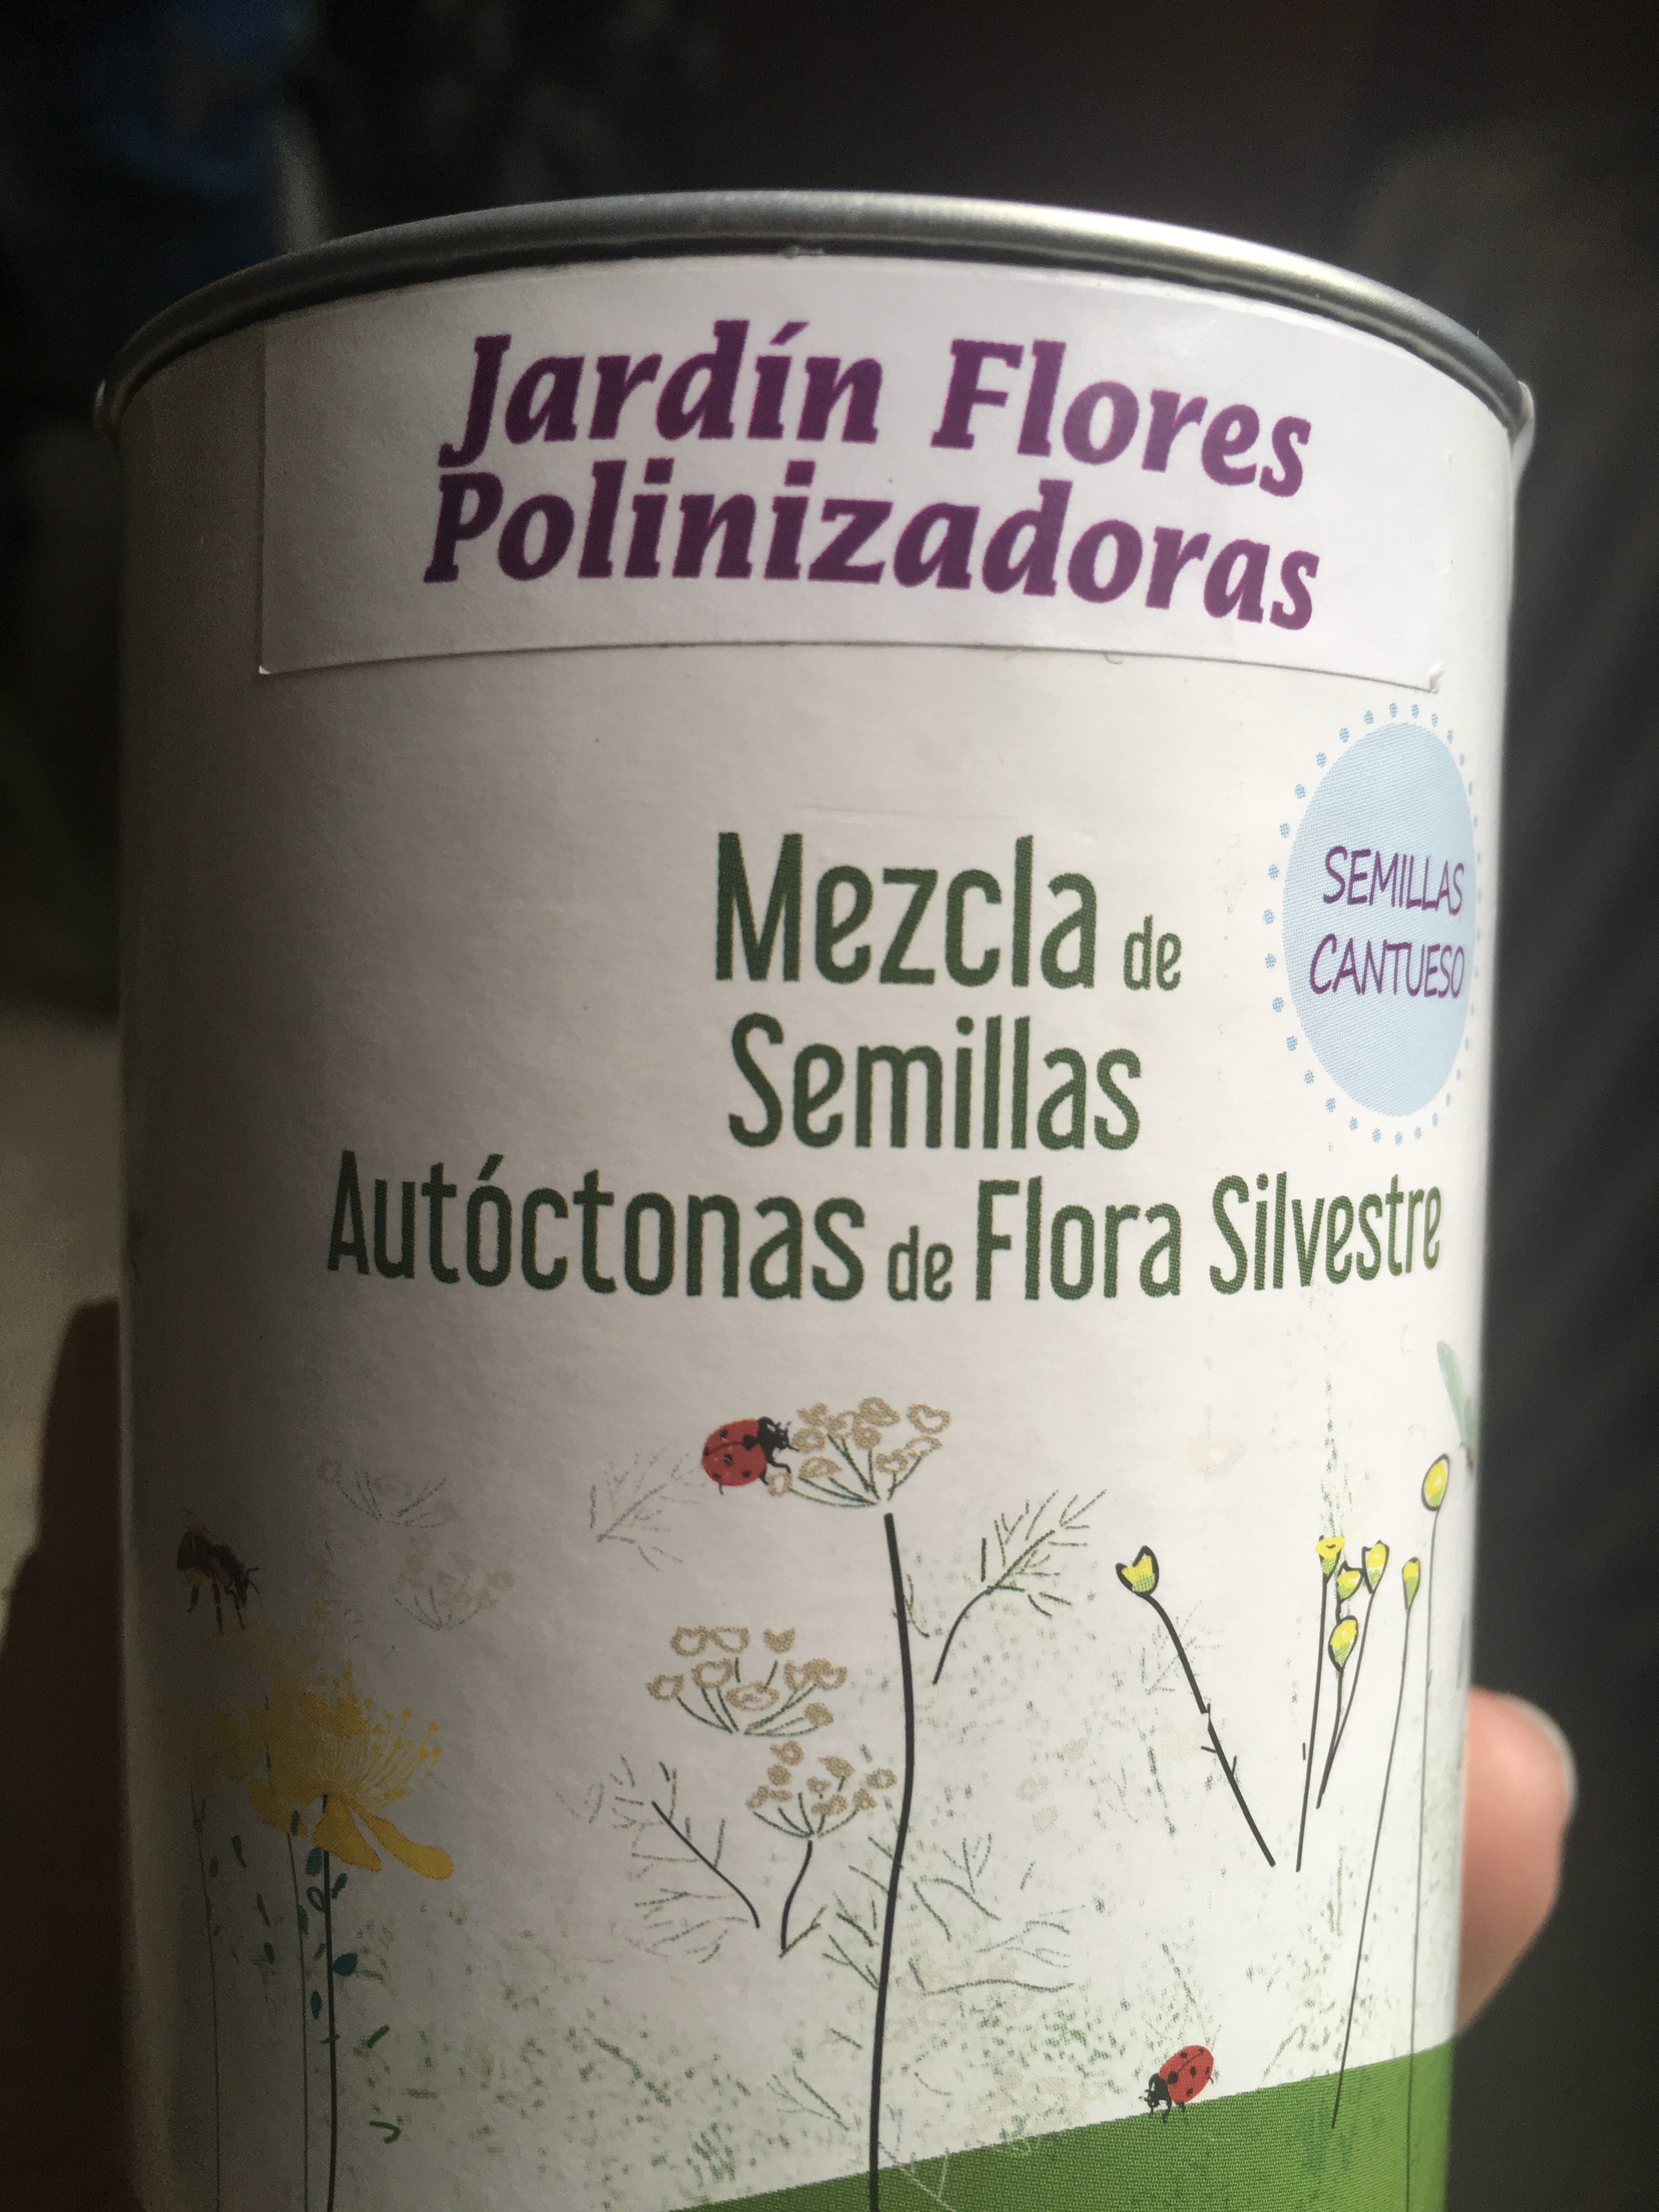 Jardín Flores
Polinizadoras
Mezcla de
Semillas
Autóctonas de Flora Silvestre
SEMILLAS
CANTUESO